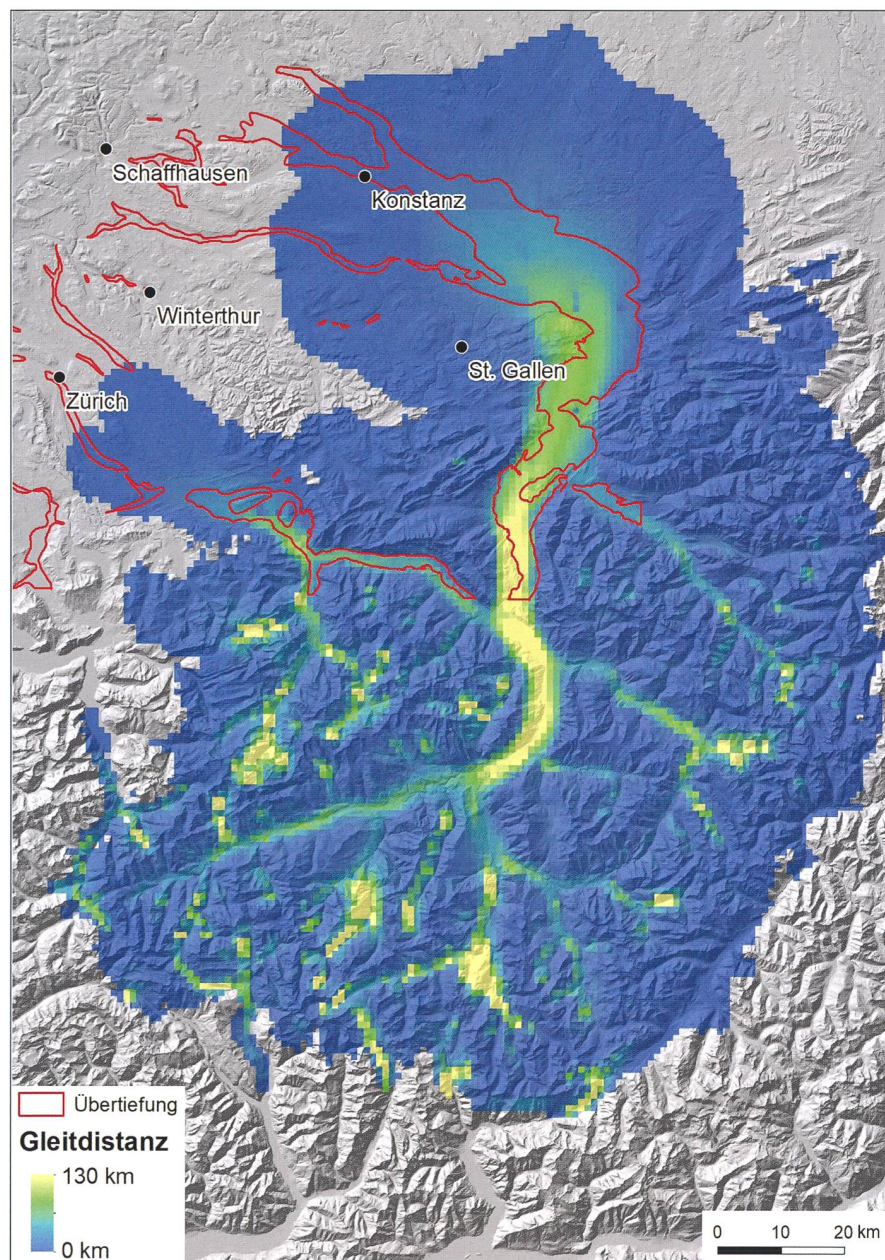 Schaffhausen
Konstanz
Winterthur
St. Gallen
Zürich
Übertiefung
Gleitdistanz
130 km
0 km
0 10 20 km